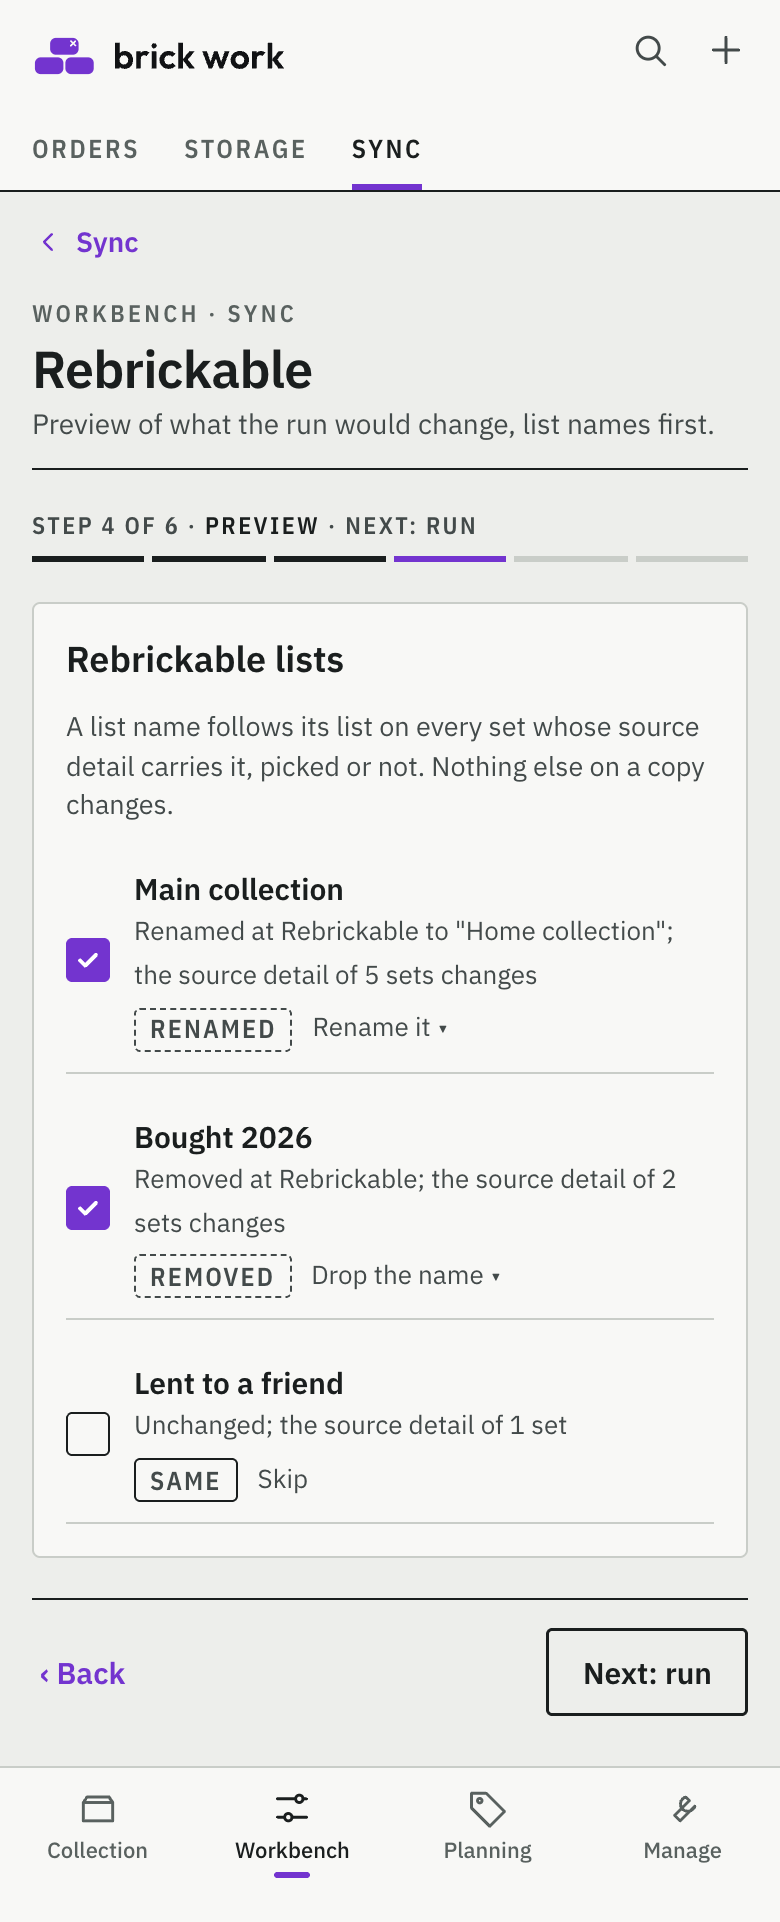 brick work
ORDERS STORAGE SYNC
Sync
WORKBENCH · SYNC
Rebrickable
Preview of what the run would change, list names first.
STEP 4 OF 6 · PREVIEW · NEXT: RUN
Rebrickable lists
A list name follows its list on every set whose source
detail carries it, picked or not. Nothing else on a copy
changes.
Main collection
Renamed at Rebrickable to "Home collection";
the source detail of 5 sets changes
RENAMED Rename it ▾
Bought 2026
Removed at Rebrickable; the source detail of 2
sets changes
REMOVED Drop the name ▾
Lent to a friend
Unchanged; the source detail of 1 set
SAME Skip
‹ Back Next: run
Collection Workbench Planning Manage